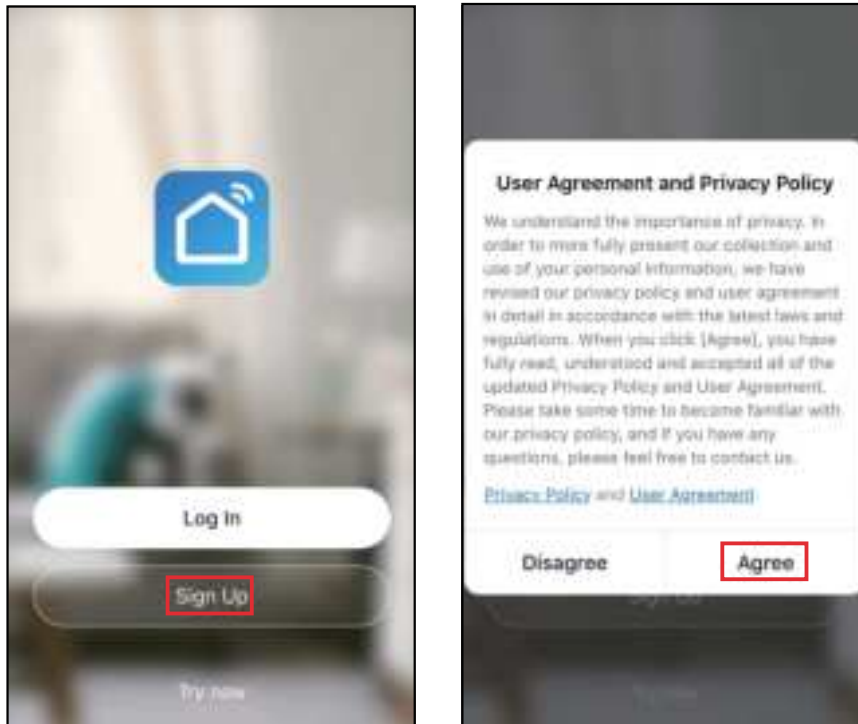 Log In
Sign Up
Try now
User Agreement and Privacy Policy
We understand the importance of privacy. In
order to more fully present our collection and
use of your personal information, we have
revised our privacy policy and user agreement
in detail in accordance with the latest laws and
regulations. When you click [Agree], you have
fully read, understood and accepted all of the
updated Privacy Policy and User Agreement.
Please take some time to become familiar with
our privacy policy, and if you have any
questions, please feel free to contact us.
Privacy Policy and User Agreement
Disagree
Agree
Sign Up